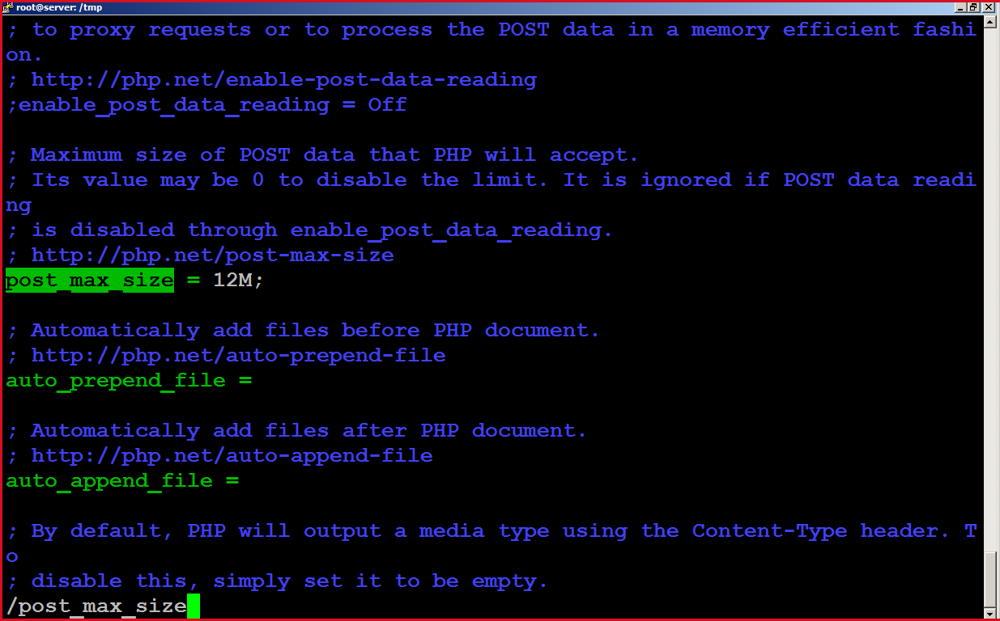 root@server: /tmp
; to proxy requests or to process the POST data in a memory efficient fashi
on.
; http://php.net/enable-post-data-reading
;enable_post_data_reading = Off
; Maximum size of POST data that PHP will accept.
; Its value may be 0 to disable the limit. It is ignored if POST data readi
ng
; is disabled through enable_post_data_reading.
; http://php.net/post-max-size
post_max_size = 12M;
; Automatically add files before PHP document.
; http://php.net/auto-prepend-file
auto_prepend_file =
; Automatically add files after PHP document.
; http://php.net/auto-append-file
auto_append_file =
; By default, PHP will output a media type using the Content-Type header. T
o
; disable this, simply set it to be empty.
/post_max_size